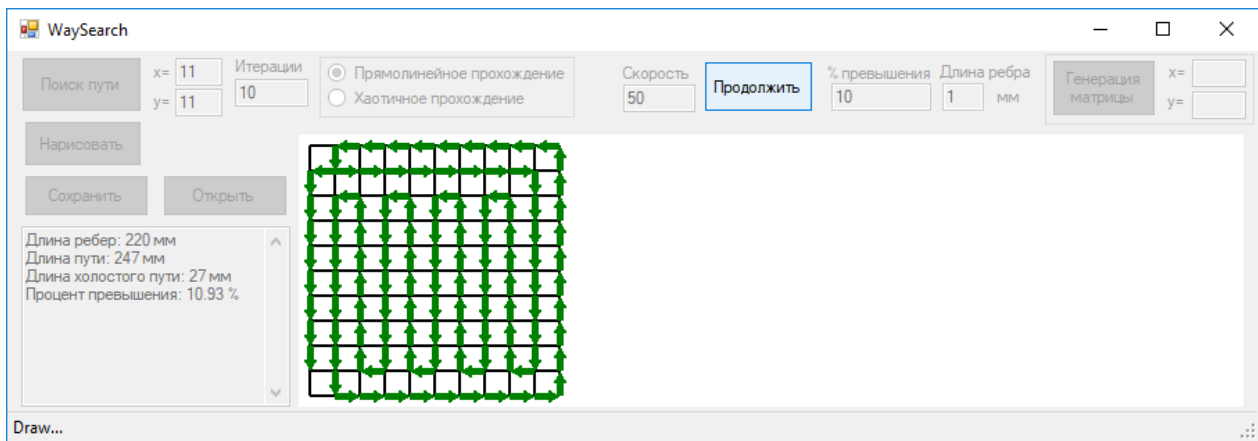 WaySearch
Поиск пути
x= 11
y= 11
Итерации
10
Прямолинейное прохождение
Хаотичное прохождение
Скорость
50
Продолжить
% превышения
10
Длина ребра
1 мм
Генерация
матрицы
x=
y=
Нарисовать
Сохранить
Открыть
Длина ребер: 220 мм
Длина пути: 247 мм
Длина холостого пути: 27 мм
Процент превышения: 10.93 %
Draw...